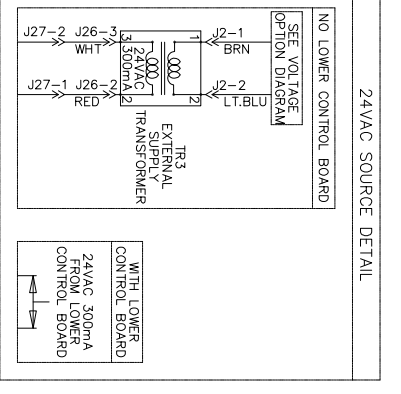 24VAC SOURCE DETAIL
NO LOWER CONTROL BOARD
SEE VOLTAGE
OPTION DIAGRAM
J2-1
BRN
J2-2
LT.BLU
1
2
3
2
24VAC
300mA
J27-2
J26-3
WHT
J27-1
J26-2
RED
TR3
EXTERNAL
SUPPLY
TRANSFORMER
WITH LOWER
CONTROL BOARD
24VAC 300mA
FROM LOWER
CONTROL BOARD